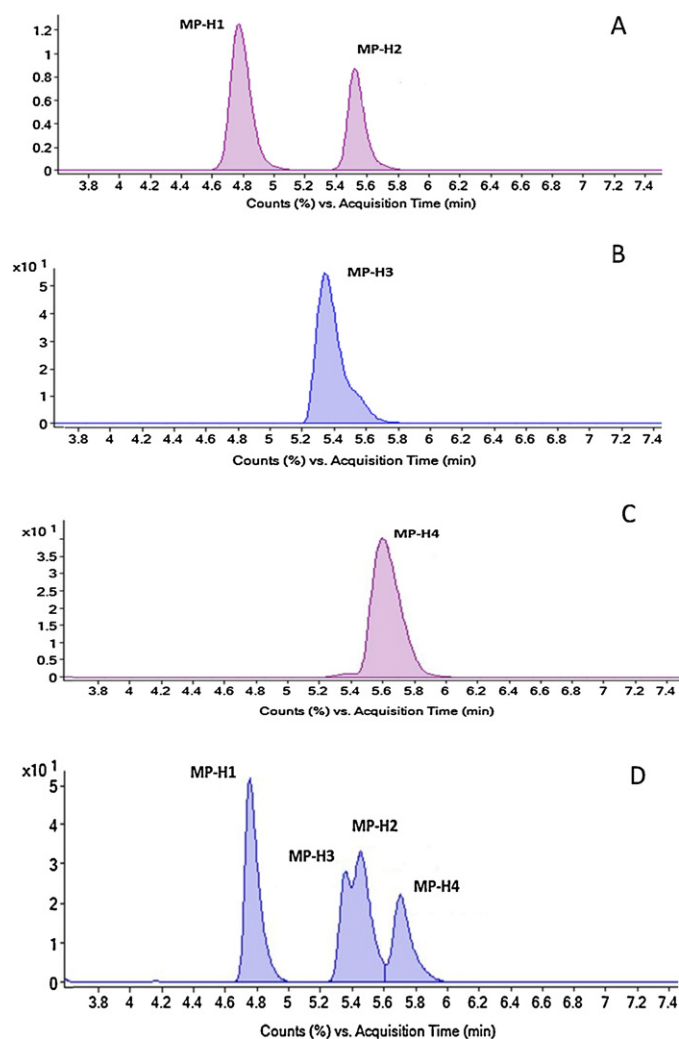 A
MP-H1
MP-H2
1.2
1
0.8
0.6
0.4
0.2
0
3.8 4 4.2 4.4 4.6 4.8 5 5.2 5.4 5.6 5.8 6 6.2 6.4 6.6 6.8 7 7.2 7.4
Counts (%) vs. Acquisition Time (min)
B
x10 1
MP-H3
5
4
3
2
1
0
3.8 4 4.2 4.4 4.6 4.8 5 5.2 5.4 5.6 5.8 6 6.2 6.4 6.6 6.8 7 7.2 7.4
Counts (%) vs. Acquisition Time (min)
C
x10 1
MP-H4
3.5
3
2.5
2
1.5
1
0.5
0
3.8 4 4.2 4.4 4.6 4.8 5 5.2 5.4 5.6 5.8 6 6.2 6.4 6.6 6.8 7 7.2 7.4
Counts (%) vs. Acquisition Time (min)
D
x10 1
MP-H1
MP-H3
MP-H2
MP-H4
5
4
3
2
1
0
3.8 4 4.2 4.4 4.6 4.8 5 5.2 5.4 5.6 5.8 6 6.2 6.4 6.6 6.8 7 7.2 7.4
Counts (%) vs. Acquisition Time (min)